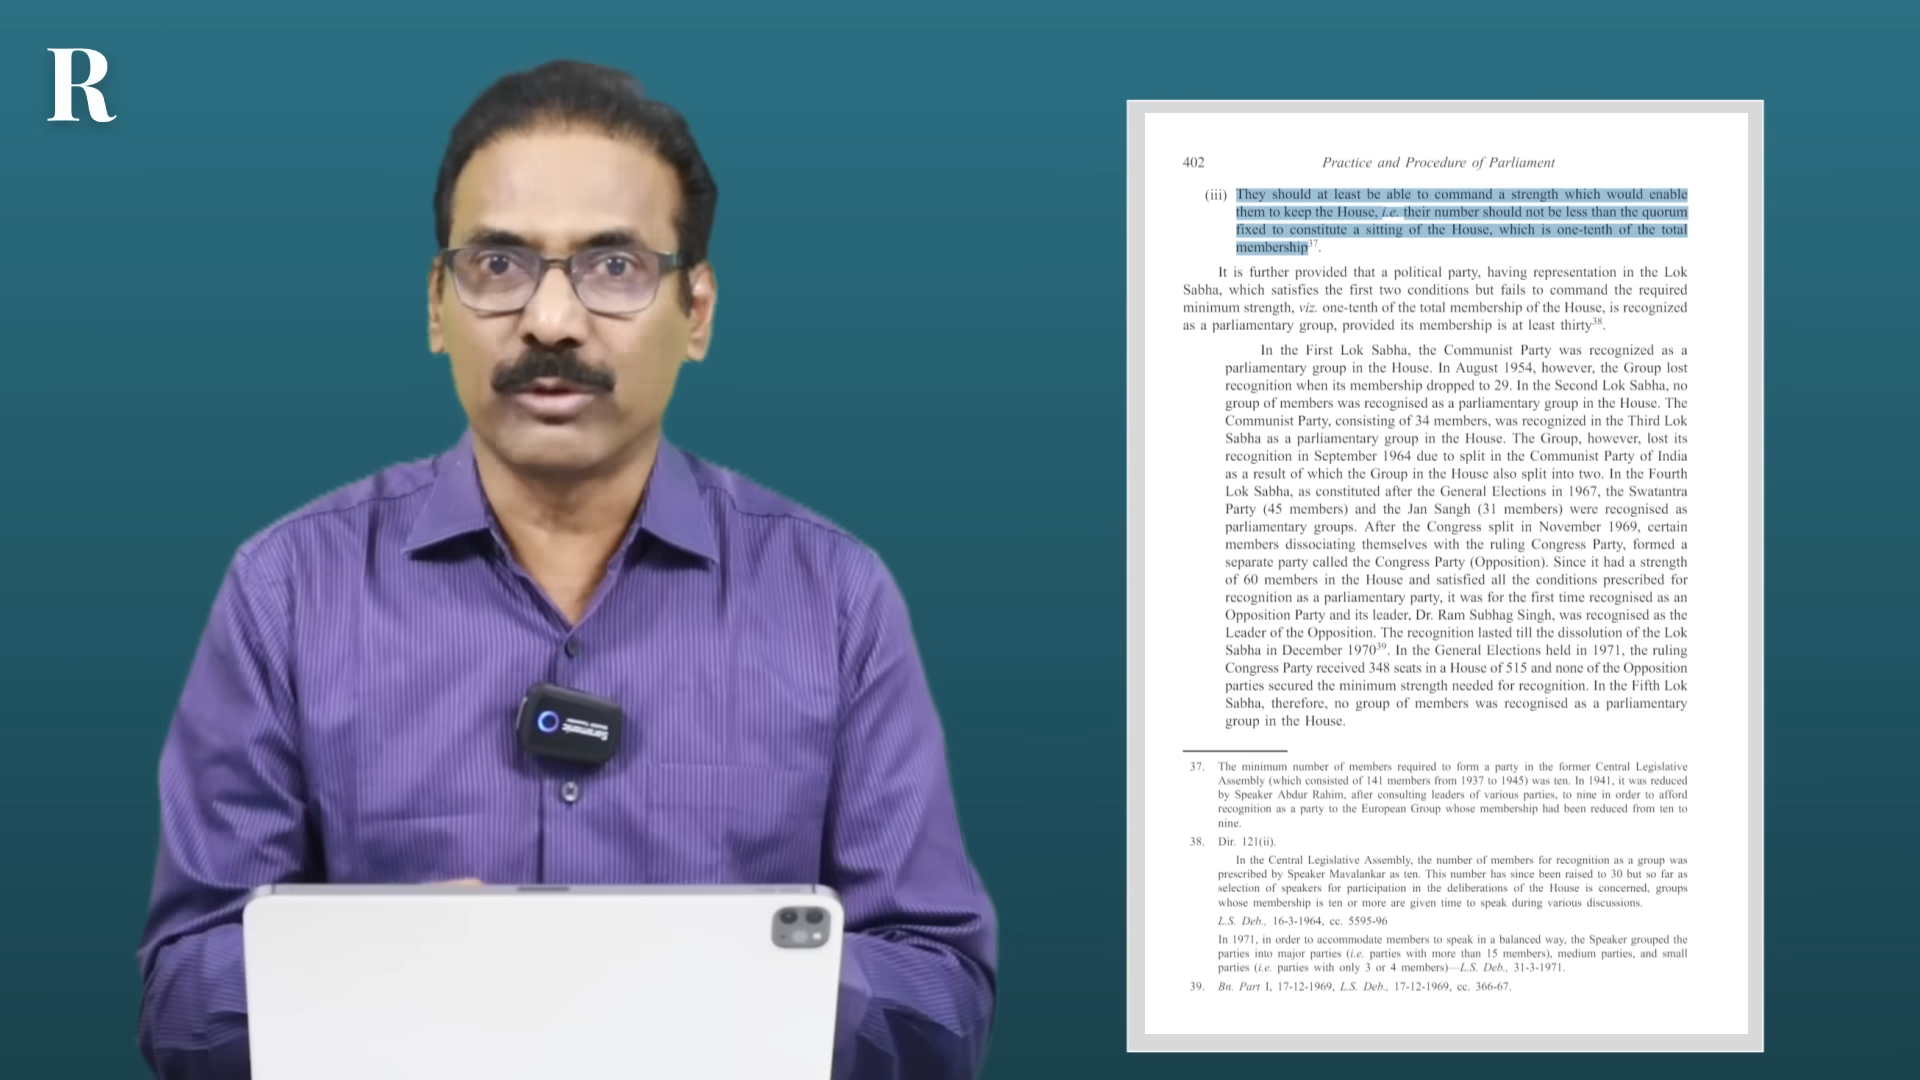 R
402 Practice and Procedure of Parliament
(iii) They should at least be able to command a strength which would enable
them to keep the House, i.e. their number should not be less than the quorum
fixed to constitute a sitting of the House, which is one-tenth of the total
membership37.
It is further provided that a political party, having representation in the Lok
Sabha, which satisfies the first two conditions but fails to command the required
minimum strength, viz. one-tenth of the total membership of the House, is recognized
as a parliamentary group, provided its membership is at least thirty38.
In the First Lok Sabha, the Communist Party was recognized as a
parliamentary group in the House. In August 1954, however, the Group lost
recognition when its membership dropped to 29. In the Second Lok Sabha, no
group of members was recognised as a parliamentary group in the House. The
Communist Party, consisting of 34 members, was recognized in the Third Lok
Sabha as a parliamentary group in the House. The Group, however, lost its
recognition in September 1964 due to split in the Communist Party of India
as a result of which the Group in the House also split into two. In the Fourth
Lok Sabha, as constituted after the General Elections in 1967, the Swatantra
Party (45 members) and the Jan Sangh (31 members) were recognised as
parliamentary groups. After the Congress split in November 1969, certain
members dissociating themselves with the ruling Congress Party, formed a
separate party called the Congress Party (Opposition). Since it had a strength
of 60 members in the House and satisfied all the conditions prescribed for
recognition as a parliamentary party, it was for the first time recognised as an
Opposition Party and its leader, Dr. Ram Subhag Singh, was recognised as the
Leader of the Opposition. The recognition lasted till the dissolution of the Lok
Sabha in December 197039. In the General Elections held in 1971, the ruling
Congress Party received 348 seats in a House of 515 and none of the Opposition
parties secured the minimum strength needed for recognition. In the Fifth Lok
Sabha, therefore, no group of members was recognised as a parliamentary
group in the House.
37. The minimum number of members required to form a party in the former Central Legislative
Assembly (which consisted of 141 members from 1937 to 1945) was ten. In 1941, it was reduced
by Speaker Abdur Rahim, after consulting leaders of various parties, to nine in order to afford
recognition as a party to the European Group whose membership had been reduced from ten to
nine.
38. Dir. 121(ii).
In the Central Legislative Assembly, the number of members for recognition as a group was
prescribed by Speaker Mavalankar as ten. This number has since been raised to 30 but so far as
selection of speakers for participation in the deliberations of the House is concerned, groups
whose membership is ten or more are given time to speak during various discussions.
L.S. Deb., 16-3-1964, cc. 5595-96
In 1971, in order to accommodate members to speak in a balanced way, the Speaker grouped the
parties into major parties (i.e. parties with more than 15 members), medium parties, and small
parties (i.e. parties with only 3 or 4 members)—L.S. Deb., 31-3-1971.
39. Bn. Part I, 17-12-1969, L.S. Deb., 17-12-1969, cc. 366-67.
Saramonic